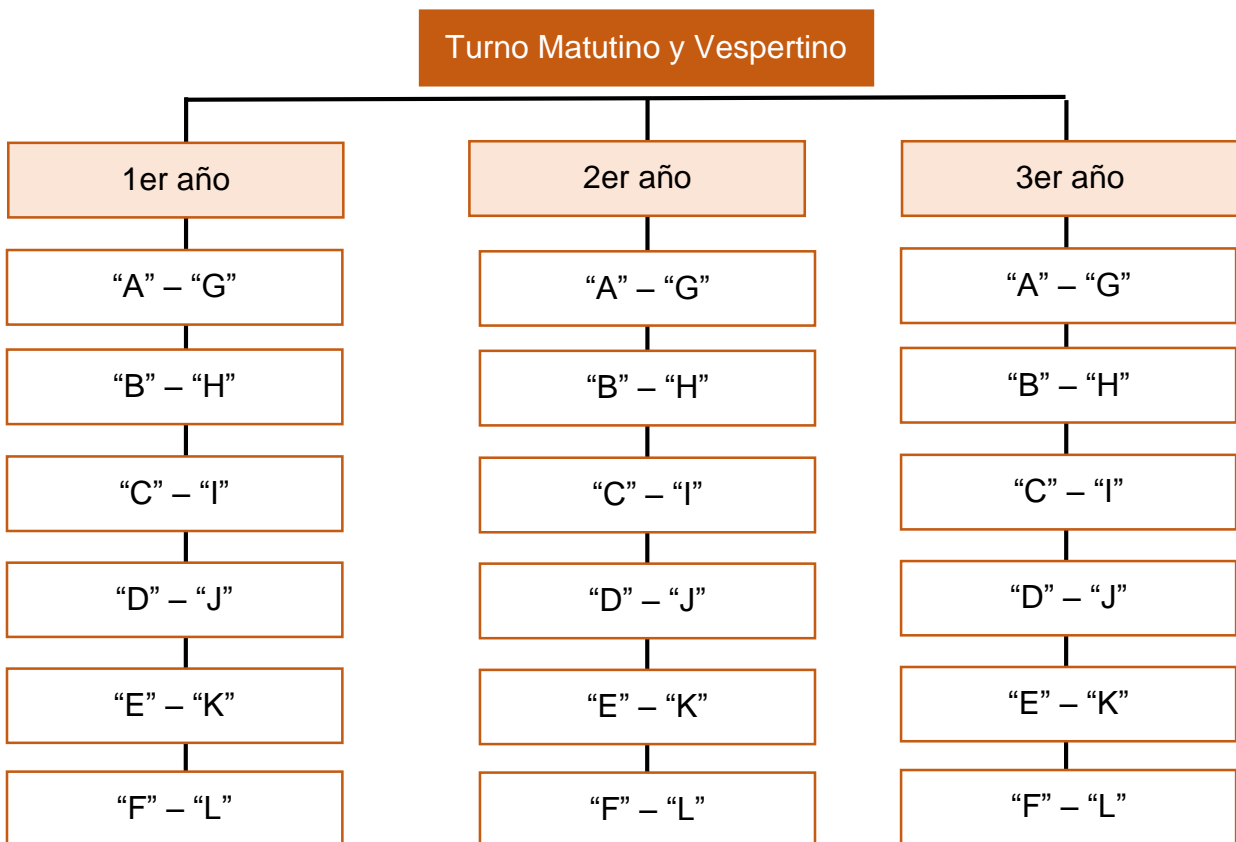 Turno Matutino y Vespertino
1er año
2er año
3er año
“A” – “G”
“A” – “G”
“A” – “G”
“B” – “H”
“B” – “H”
“B” – “H”
“C” – “I”
“C” – “I”
“C” – “I”
“D” – “J”
“D” – “J”
“D” – “J”
“E” – “K”
“E” – “K”
“E” – “K”
“F” – “L”
“F” – “L”
“F” – “L”